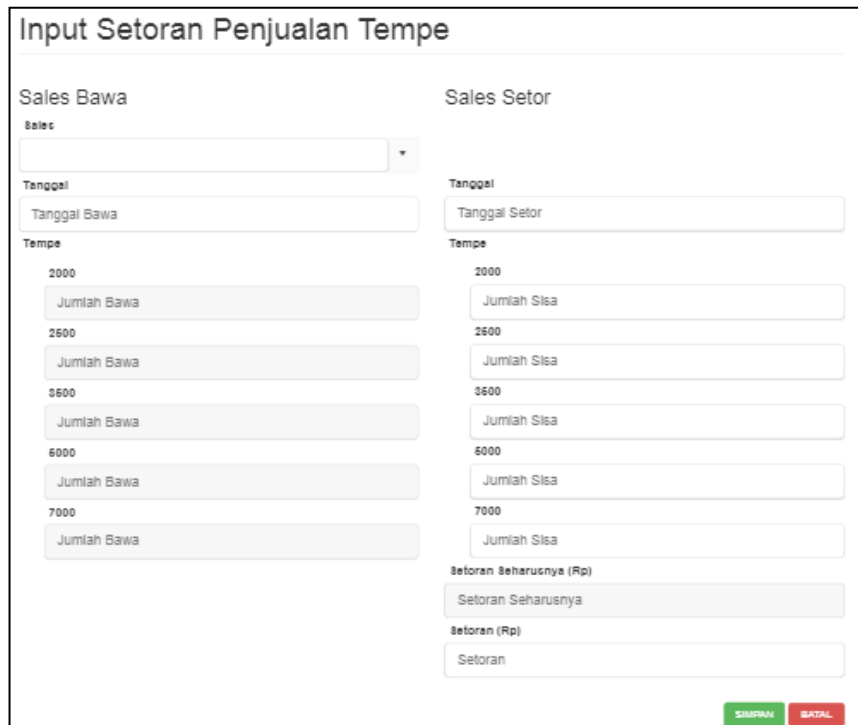 Input Setoran Penjualan Tempe
Sales Bawa
Sales
Tanggal
Tanggal Bawa
Tempe
2000
Jumlah Bawa
2500
Jumlah Bawa
3500
Jumlah Bawa
5000
Jumlah Bawa
7000
Jumlah Bawa
Sales Setor
Tanggal
Tanggal Setor
Tempe
2000
Jumlah Sisa
2500
Jumlah Sisa
3500
Jumlah Sisa
5000
Jumlah Sisa
7000
Jumlah Sisa
Setoran Seharusnya (Rp)
Setoran Seharusnya
Setoran (Rp)
Setoran
SIMPAN BATAL